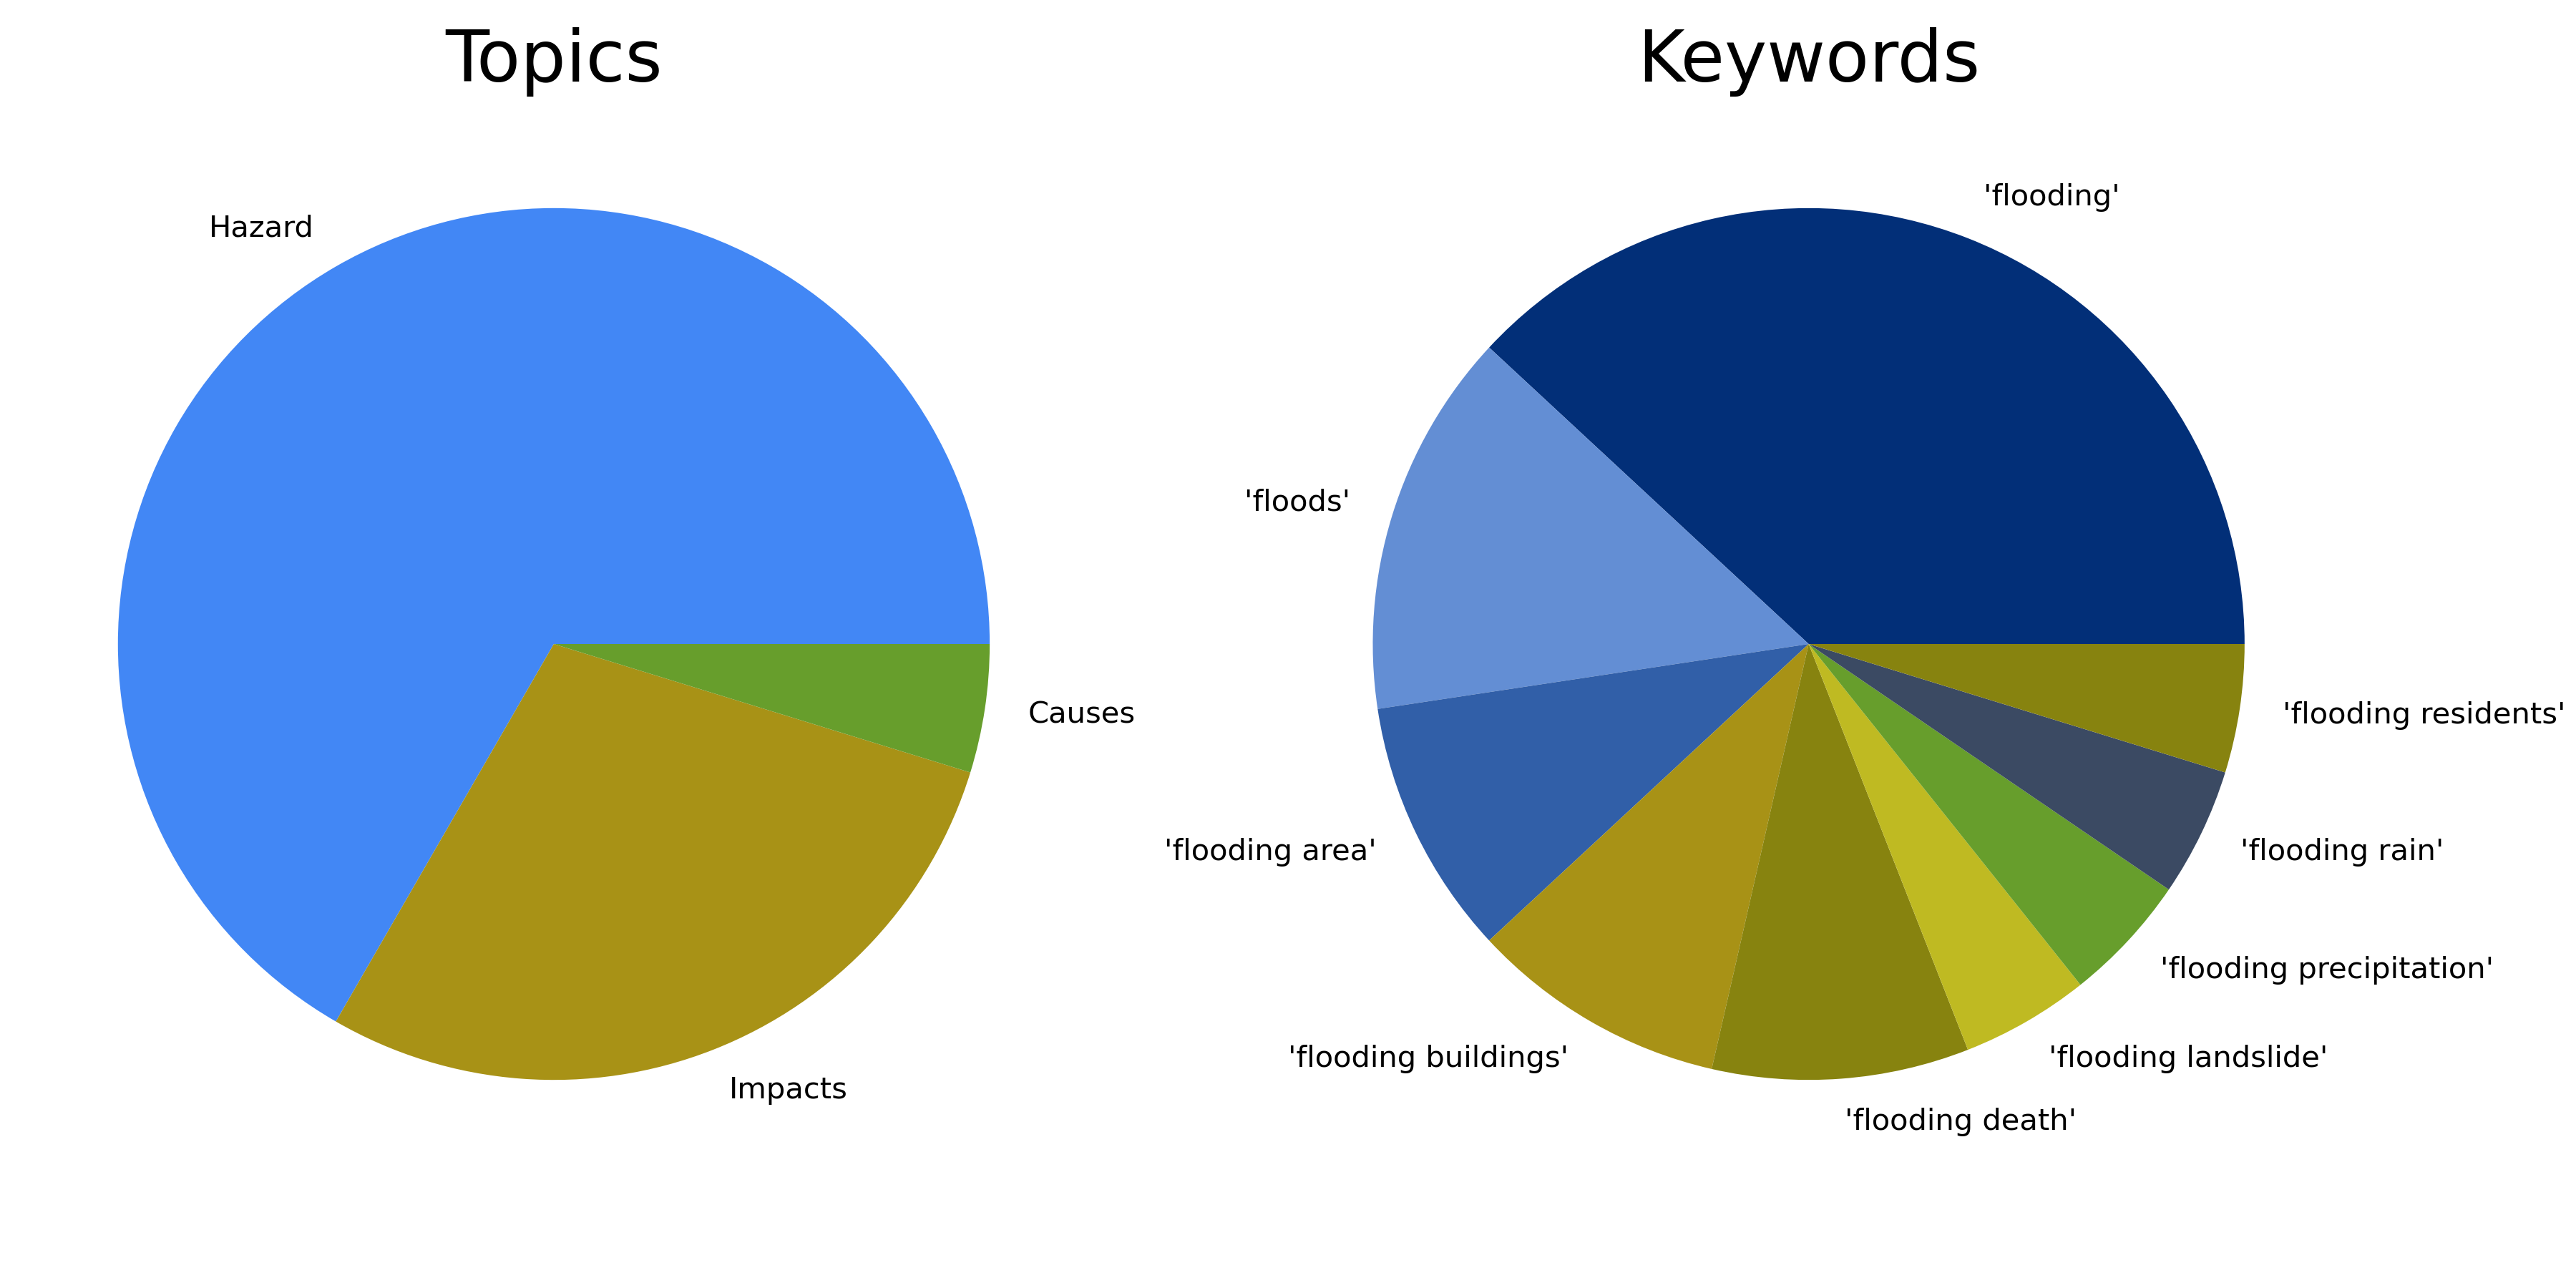 Topics
Hazard
Causes
Impacts
Keywords
'flooding'
'floods'
'flooding area'
'flooding buildings'
'flooding death'
'flooding landslide'
'flooding precipitation'
'flooding rain'
'flooding residents'